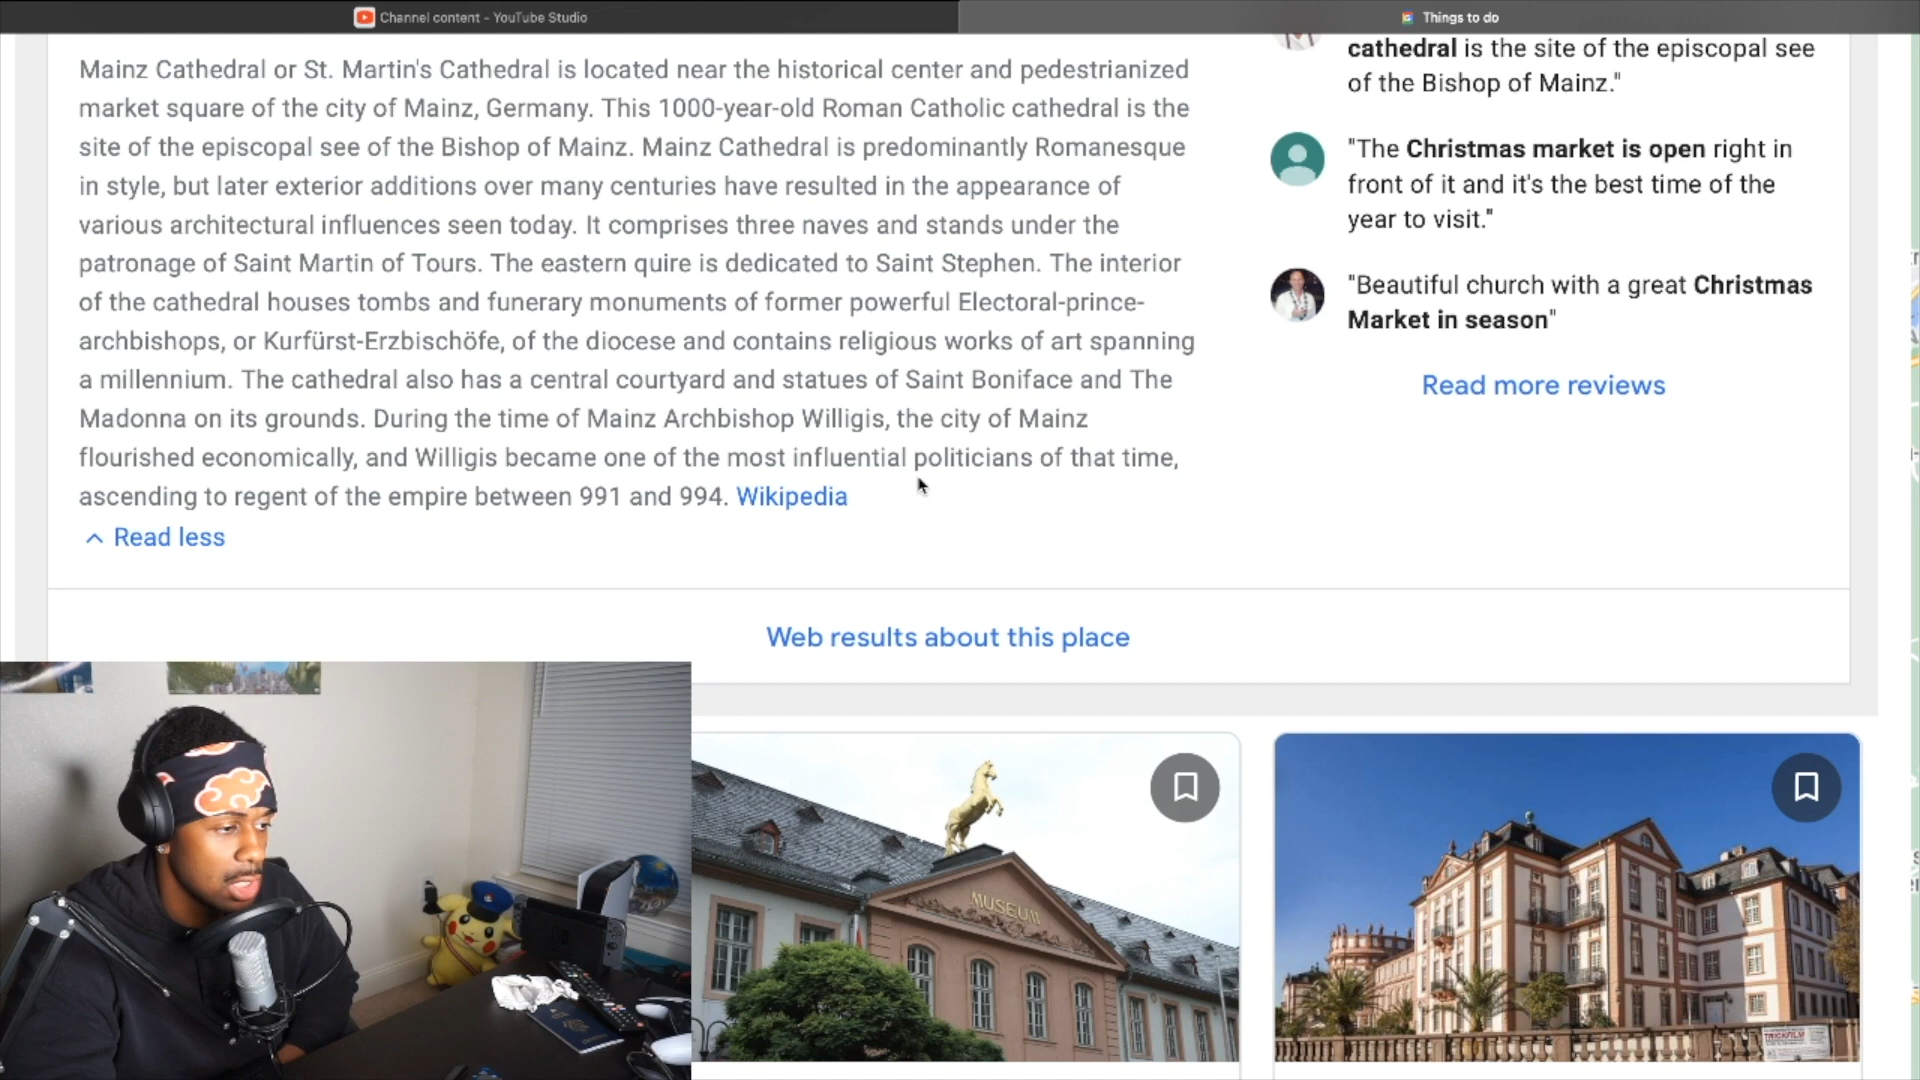 Channel content - YouTube Studio
Things to do
Mainz Cathedral or St. Martin's Cathedral is located near the historical center and pedestrianized
market square of the city of Mainz, Germany. This 1000-year-old Roman Catholic cathedral is the
site of the episcopal see of the Bishop of Mainz. Mainz Cathedral is predominantly Romanesque
in style, but later exterior additions over many centuries have resulted in the appearance of
various architectural influences seen today. It comprises three naves and stands under the
patronage of Saint Martin of Tours. The eastern quire is dedicated to Saint Stephen. The interior
of the cathedral houses tombs and funerary monuments of former powerful Electoral-prince-
archbishops, or Kurfürst-Erzbischöfe, of the diocese and contains religious works of art spanning
a millennium. The cathedral also has a central courtyard and statues of Saint Boniface and The
Madonna on its grounds. During the time of Mainz Archbishop Willigis, the city of Mainz
flourished economically, and Willigis became one of the most influential politicians of that time,
ascending to regent of the empire between 991 and 994. Wikipedia
Read less
cathedral is the site of the episcopal see
of the Bishop of Mainz."
"The Christmas market is open right in
front of it and it's the best time of the
year to visit."
"Beautiful church with a great Christmas
Market in season"
Read more reviews
Web results about this place
MUSEUM
TRICKFILM